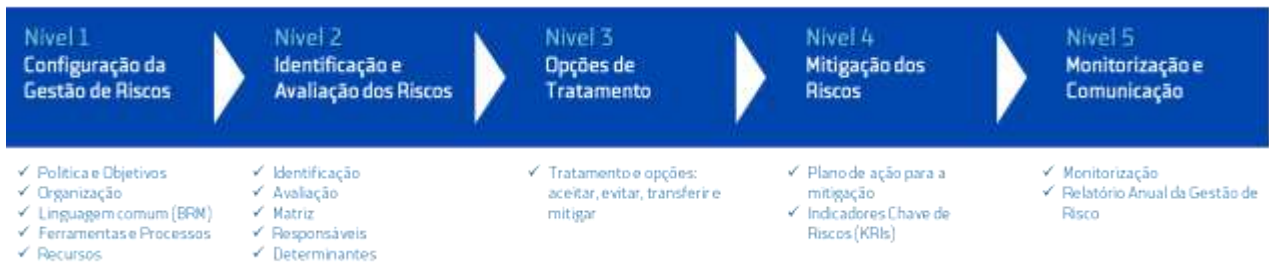 Nível 1
Configuração da
Gestão de Riscos
Nível 2
Identificação e
Avaliação dos Riscos
Nível 3
Opções de
Tratamento
Nível 4
Mitigação dos
Riscos
Nível 5
Monitorização e
Comunicação
✓ Política e Objetivos
✓ Organização
✓ Linguagem comum (BRM)
✓ Ferramentas e Processos
✓ Recursos
✓ Identificação
✓ Avaliação
✓ Matriz
✓ Responsáveis
✓ Determinantes
✓ Tratamento e opções:
aceitar, evitar, transferir e
mitigar
✓ Plano de ação para a
mitigação
✓ Indicadores Chave de
Riscos (KRIs)
✓ Monitorização
✓ Relatório Anual da Gestão de
Risco